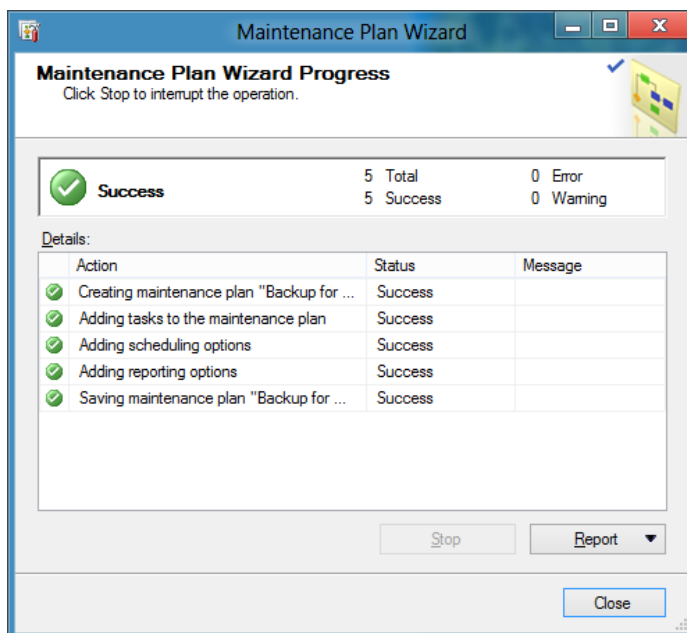 Maintenance Plan Wizard
Maintenance Plan Wizard Progress
Click Stop to interrupt the operation.
Success
5 Total
0 Error
5 Success
0 Warning
Details:
Action Status Message
Creating maintenance plan "Backup for ... Success
Adding tasks to the maintenance plan Success
Adding scheduling options Success
Adding reporting options Success
Saving maintenance plan "Backup for ... Success
Stop Report
Close